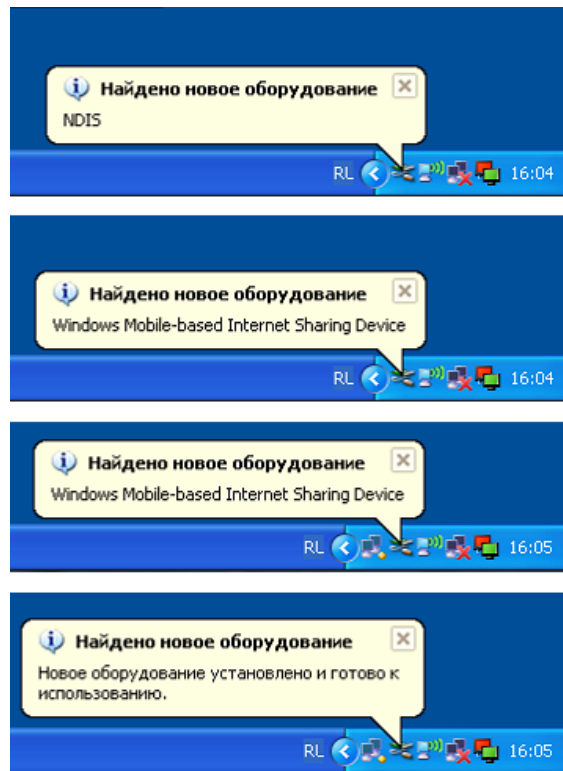 Найдено новое оборудование
NDIS
RL 16:04
Найдено новое оборудование
Windows Mobile-based Internet Sharing Device
RL 16:04
Найдено новое оборудование
Windows Mobile-based Internet Sharing Device
RL 16:05
Найдено новое оборудование
Новое оборудование установлено и готово к
использованию.
RL 16:05